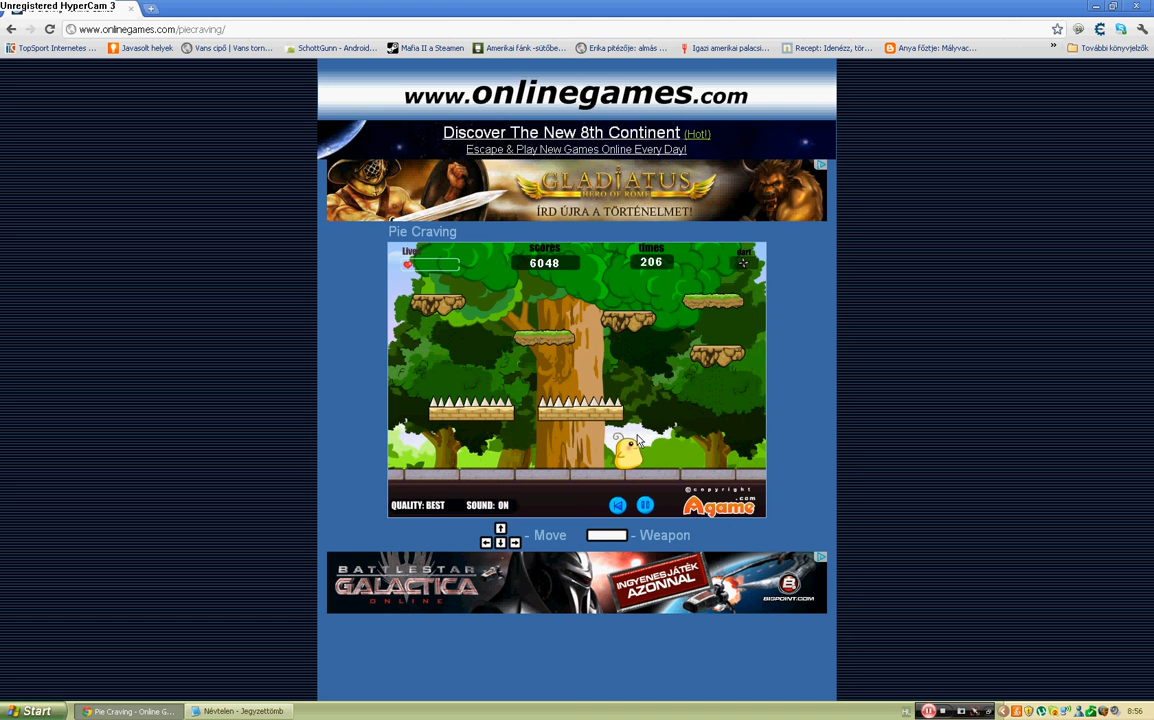 Unregistered HyperCam 3
www.onlinegames.com/piecraving/
TopSport Internetes ... Javasolt helyek Vans cipő | Vans torn... SchottGunn - Android... Mafia II a Steamen Amerikai fánk -sütőbe... Erika pitézője: almás ... Igazi amerikai palacsi... Recept: Idenézz, tör... Anya főztje: Mályvac... » További könyvjelzők
www.onlinegames.com
Discover The New 8th Continent (Hot!)
Escape & Play New Games Online Every Day!
GLADIATUS
HERO OF ROME
ÍRD ÚJRA A TÖRTÉNELMET!
Pie Craving
scores times dart
6048 206
©copyright
.com
QUALITY: BEST SOUND: ON Agame
- Move - Weapon
BATTLESTAR
GALACTICA
ONLINE
INGYENES JÁTÉK
AZONNAL
BIGPOINT.COM
Start Pie Craving - Online G... Névtelen - Jegyzettömb 8:56